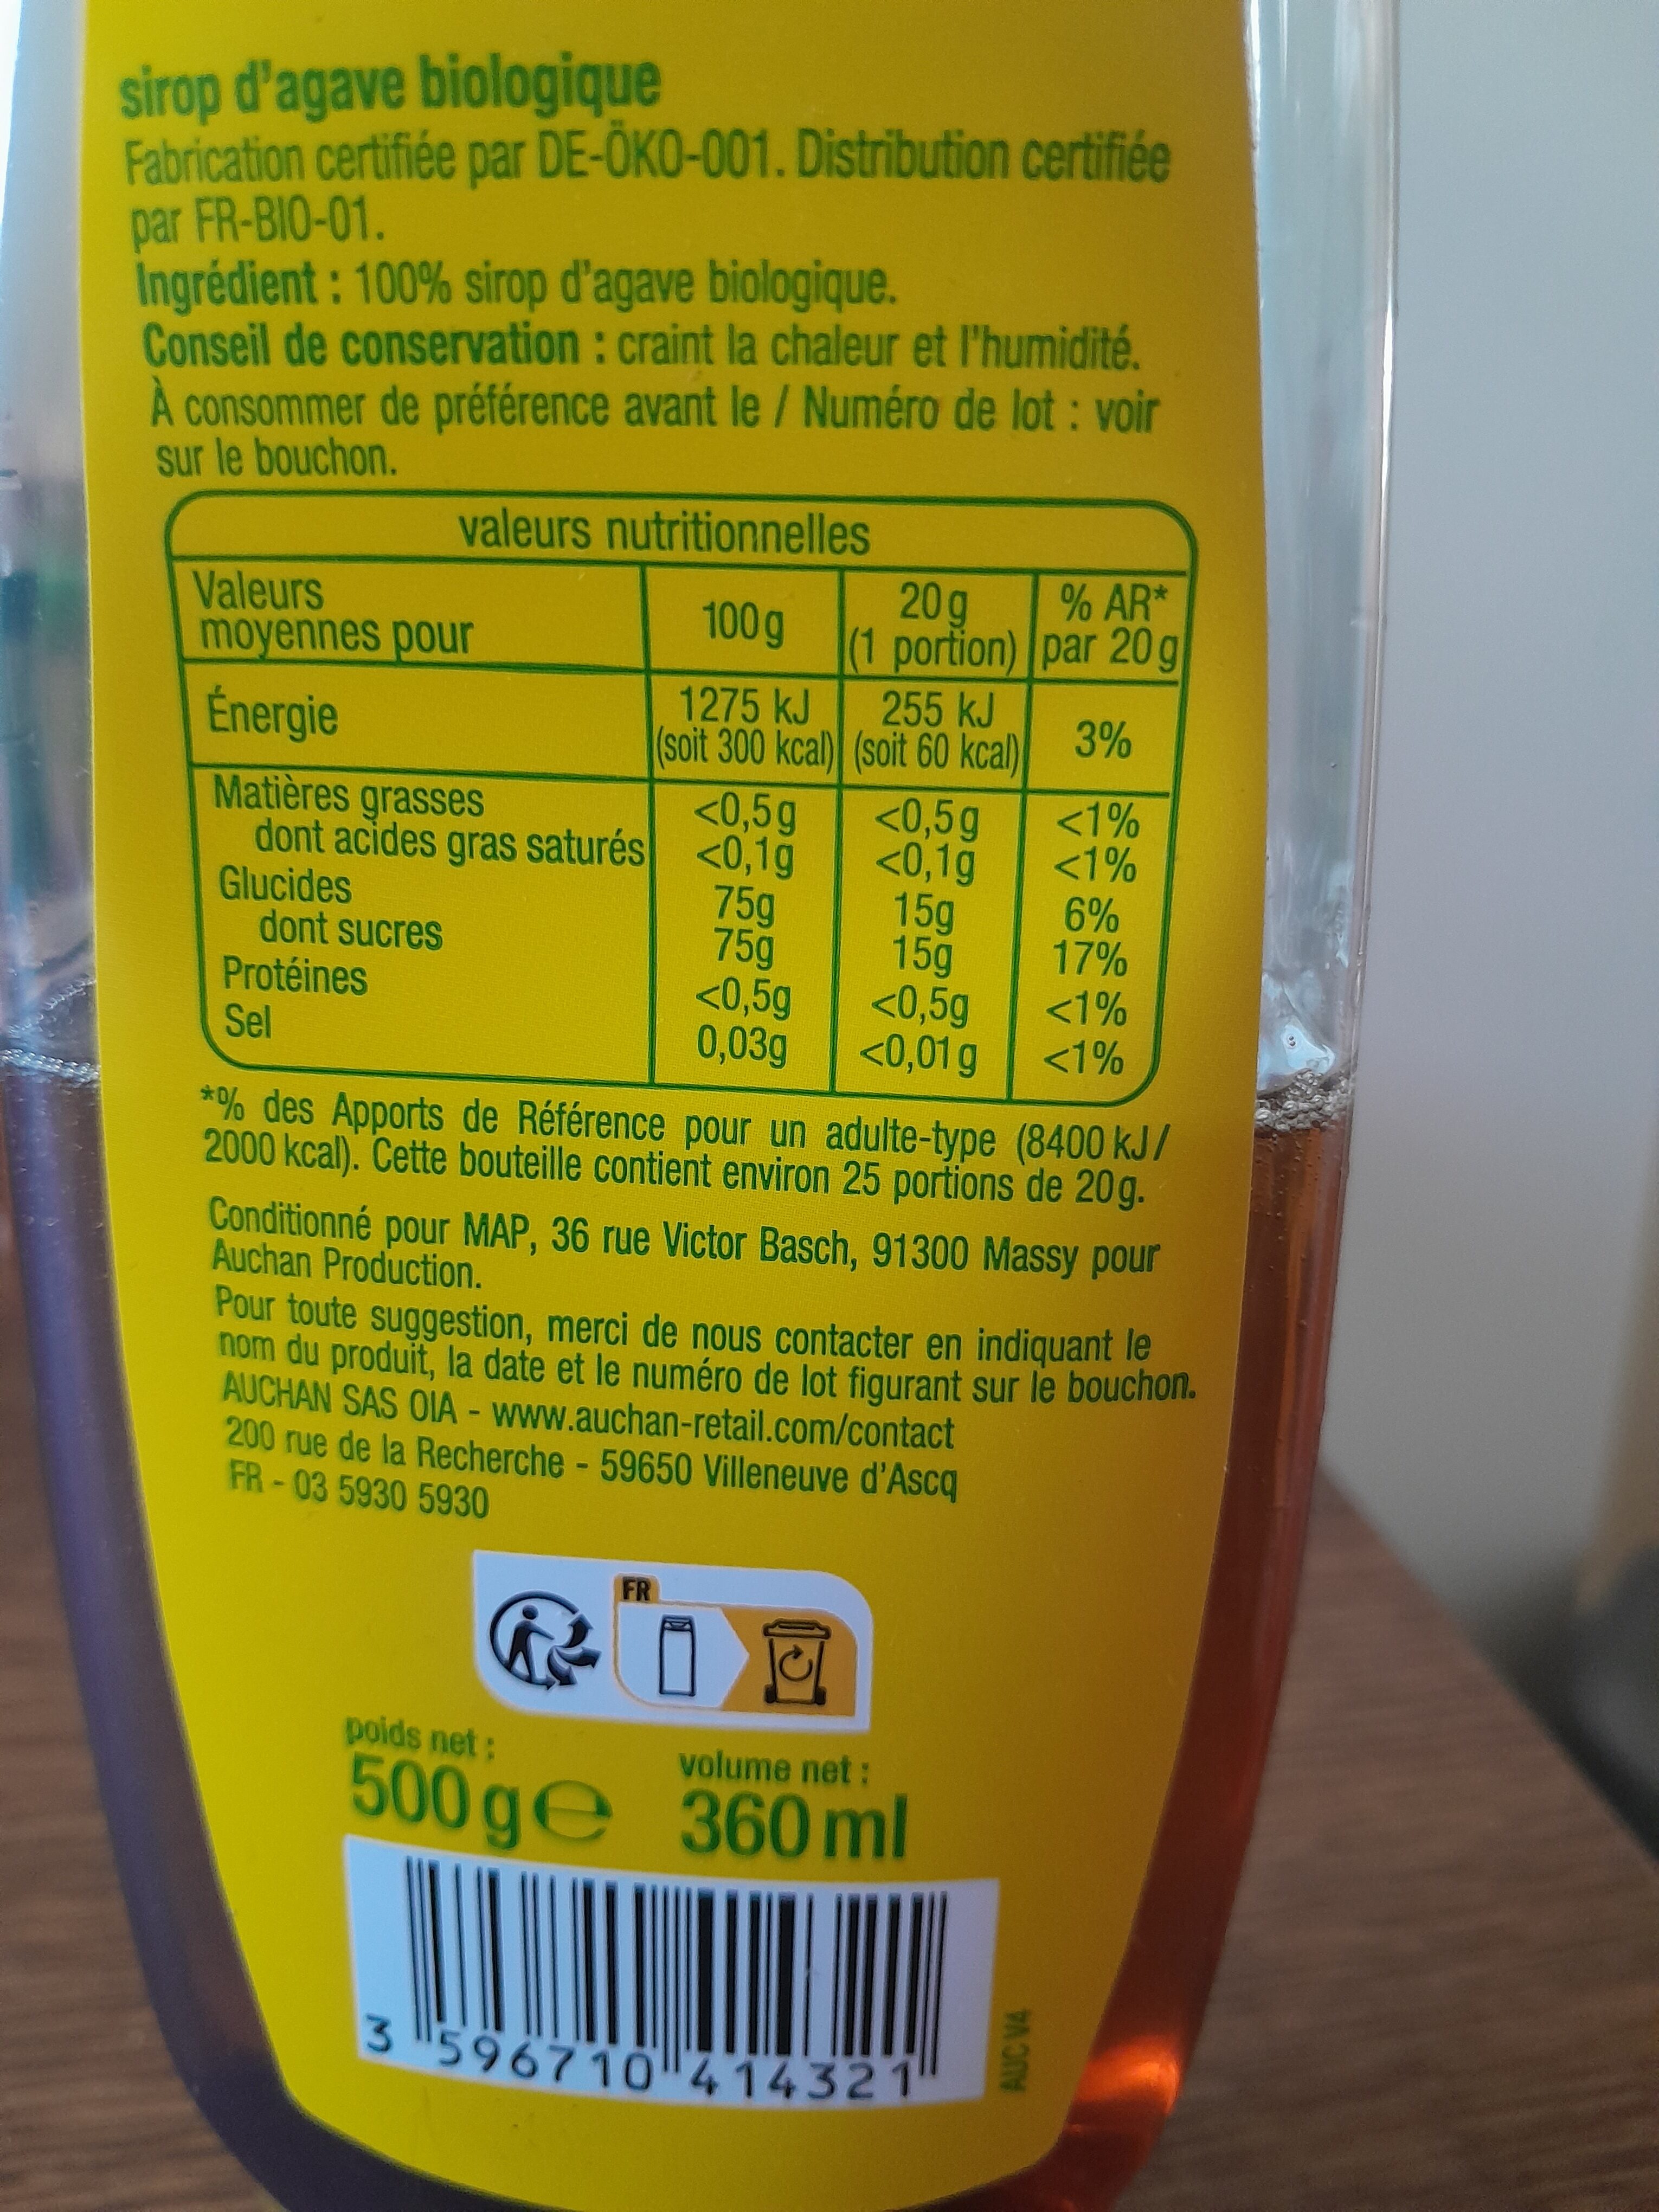 sirop d'agave biologique
Fabrication certifiée par DE-ÖKO-001. Distribution certifiée
par FR-BIO-01.
Ingrédient : 100% sirop d'agave biologique.
Conseil de conservation : craint la chaleur et l'humidité.
À consommer de préférence avant le / Numéro de lot : voir
sur le bouchon.
valeurs nutritionnelles
Valeurs moyennes pour 100g 20g (1 portion) % AR* par 20g
Énergie 1275 kJ (soit 300 kcal) 255 kJ (soit 60 kcal) 3%
Matières grasses <0,5g <0,5g <1%
dont acides gras saturés <0,1g <0,1g <1%
Glucides 75g 15g 6%
dont sucres 75g 15g 17%
Protéines <0,5g <0,5g <1%
Sel 0,03g <0,01g <1%
*% des Apports de Référence pour un adulte-type (8400 kJ/
2000 kcal). Cette bouteille contient environ 25 portions de 20g.
Conditionné pour MAP, 36 rue Victor Basch, 91300 Massy pour
Auchan Production.
Pour toute suggestion, merci de nous contacter en indiquant le
nom du produit, la date et le numéro de lot figurant sur le bouchon.
AUCHAN SAS OIA - www.auchan-retail.com/contact
200 rue de la Recherche - 59650 Villeneuve d'Ascq
FR - 03 5930 5930
FR
poids net : volume net :
500g℮ 360ml
3 596710 414321
AUC V4